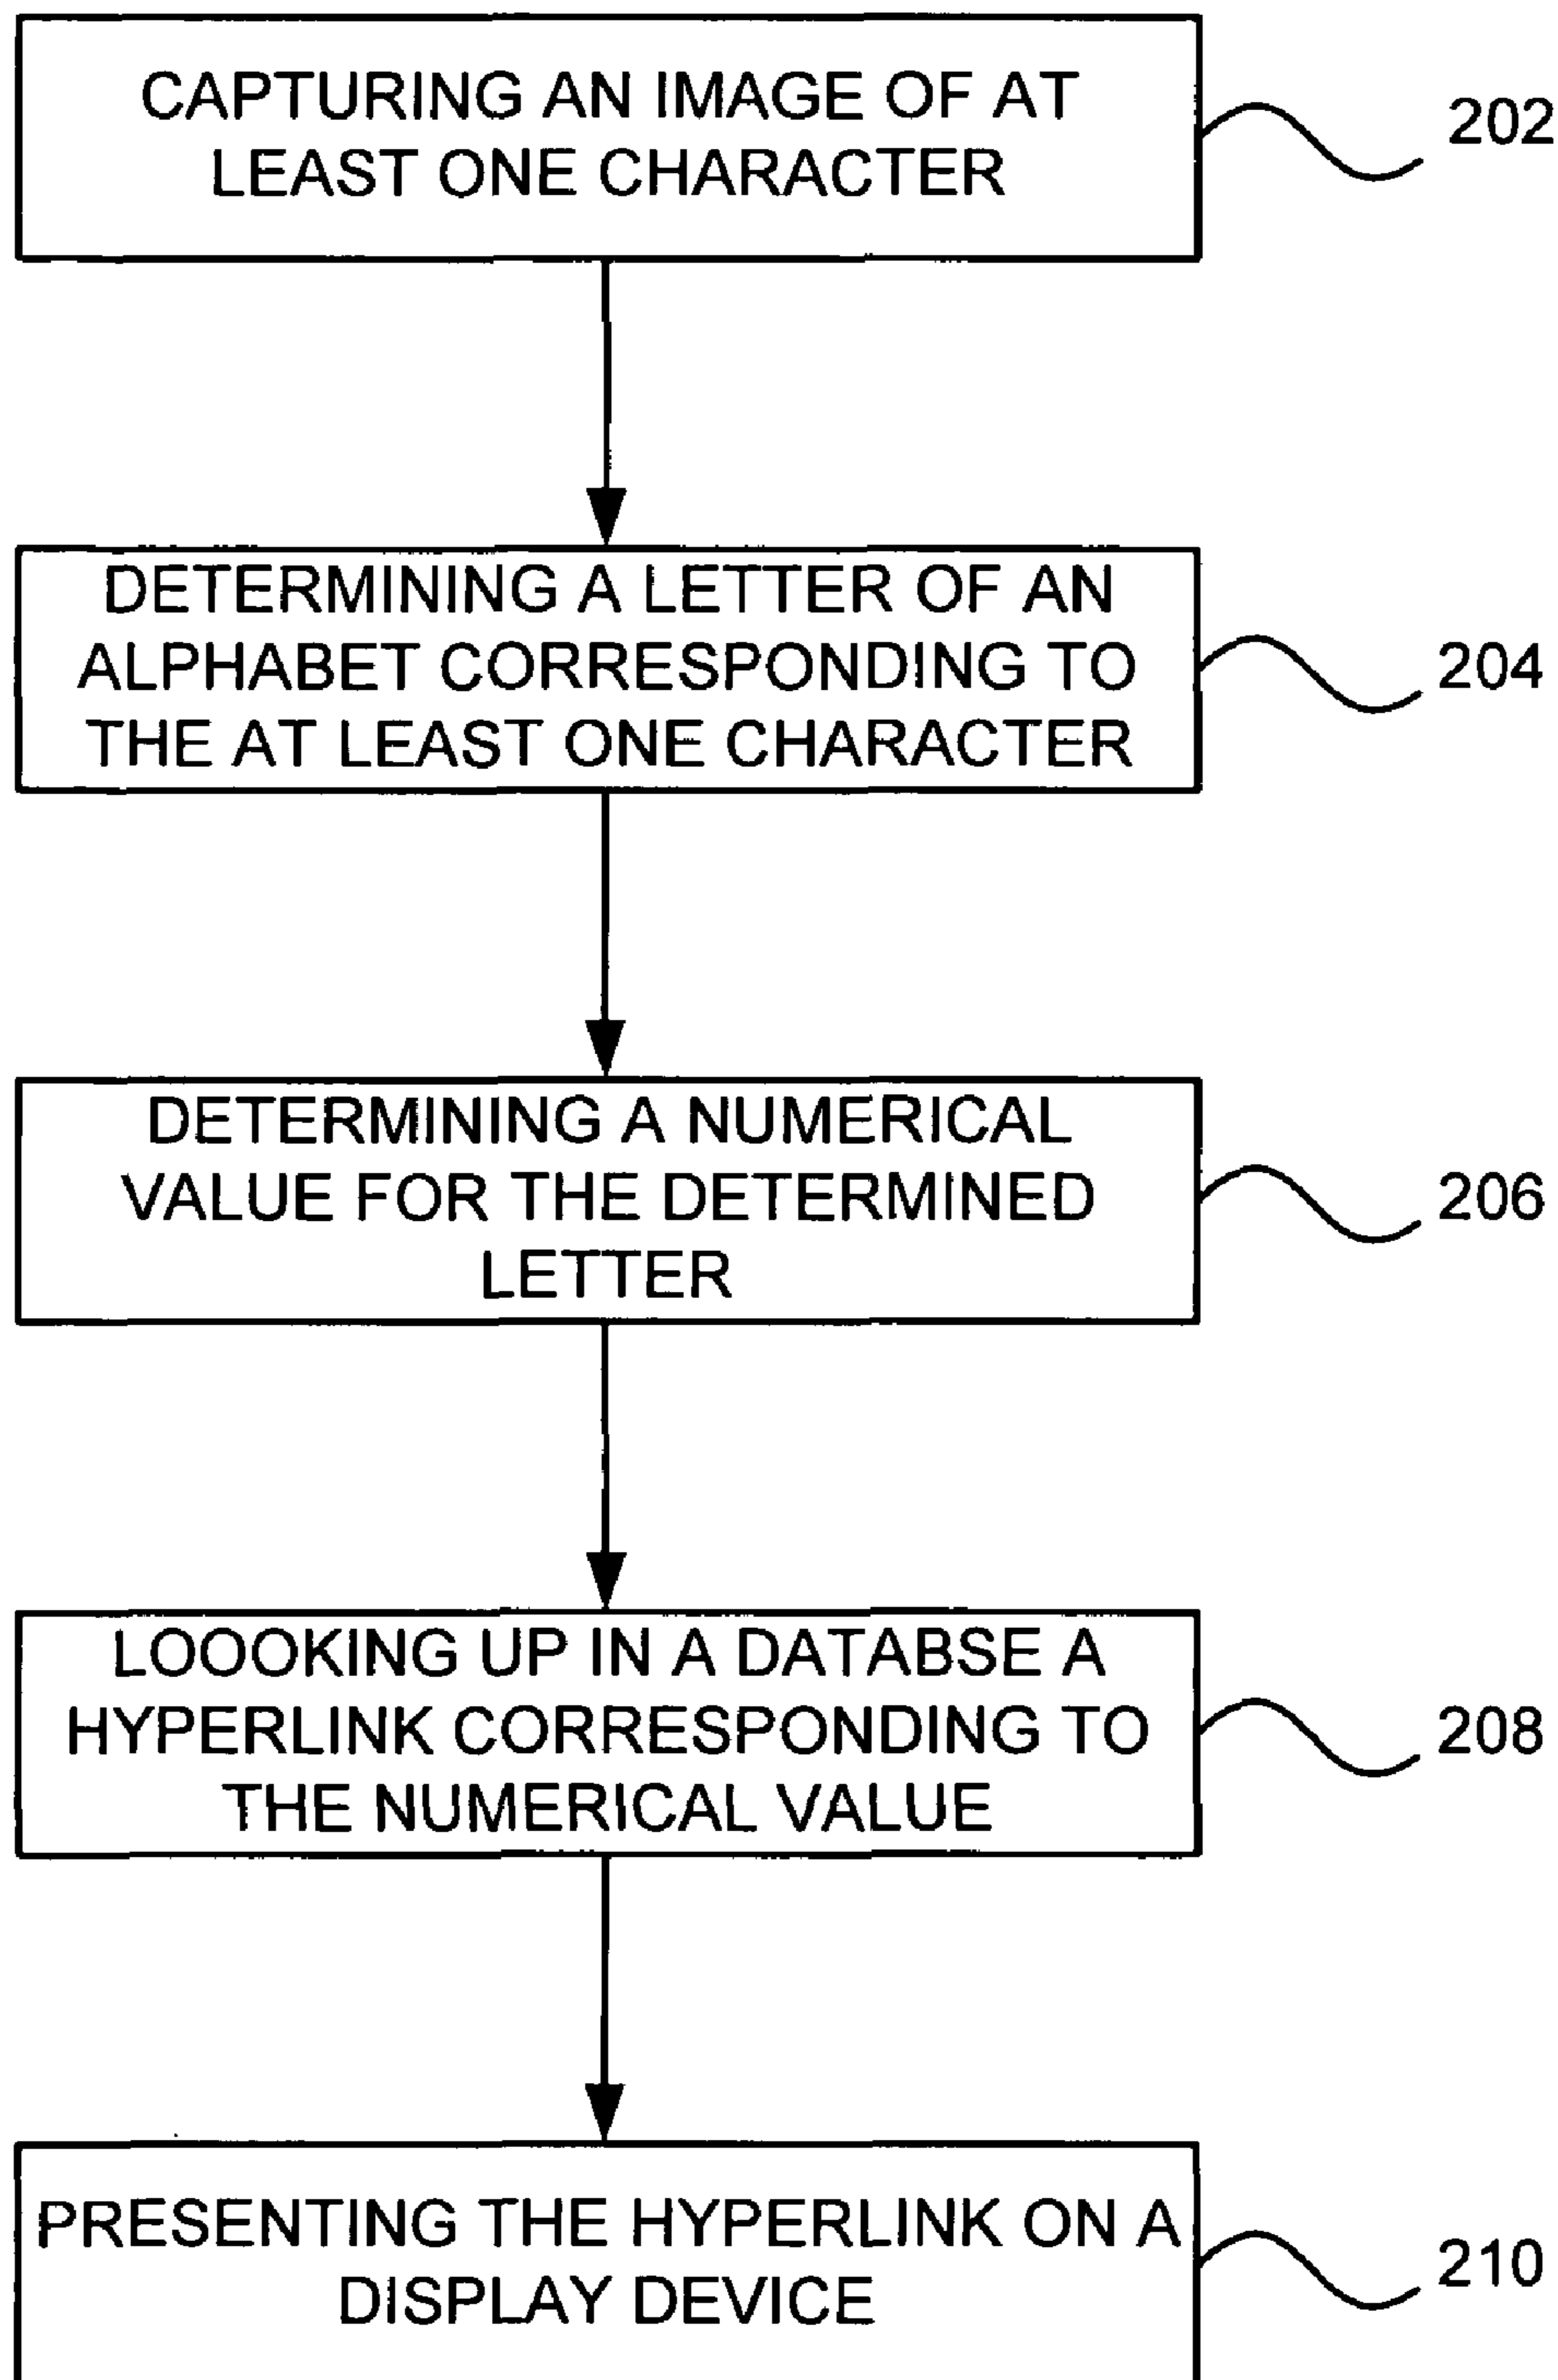 CAPTURING AN IMAGE OF AT
LEAST ONE CHARACTER
202
DETERMINING A LETTER OF AN
ALPHABET CORRESPONDING TO
THE AT LEAST ONE CHARACTER
204
DETERMINING A NUMERICAL
VALUE FOR THE DETERMINED
LETTER
206
LOOOKING UP IN A DATABSE A
HYPERLINK CORRESPONDING TO
THE NUMERICAL VALUE
208
PRESENTING THE HYPERLINK ON A
DISPLAY DEVICE
210